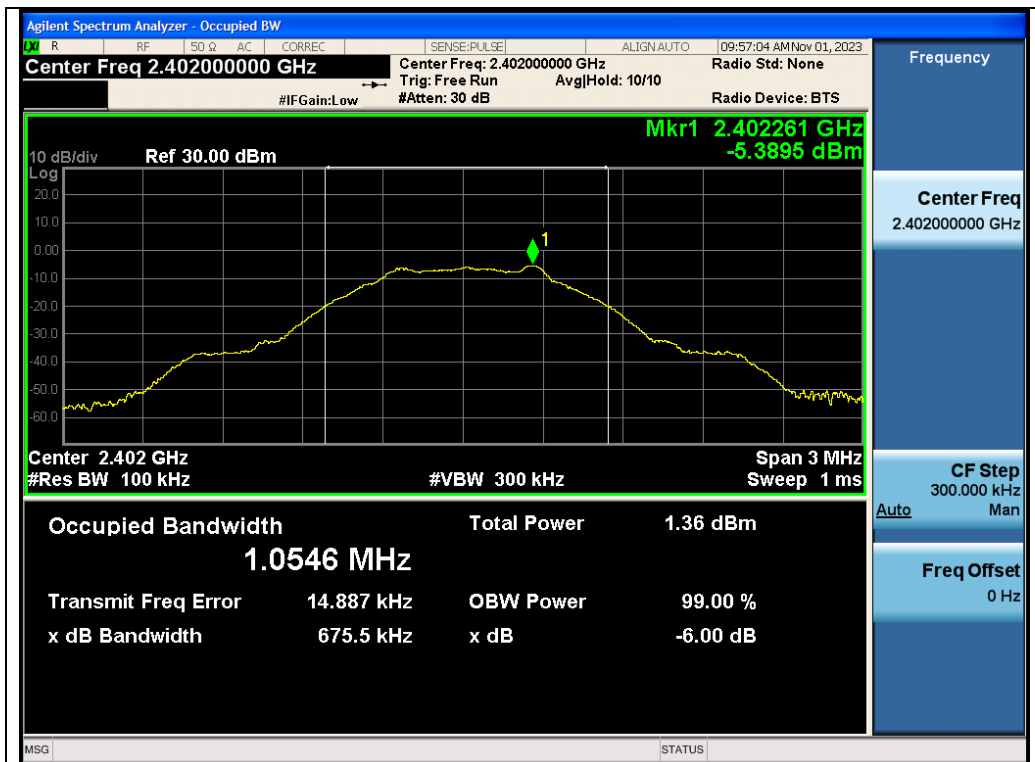 Agilent Spectrum Analyzer - Occupied BW
LXI R RF 50 Ω AC CORREC SENSE:PULSE ALIGN AUTO 09:57:04 AM Nov 01, 2023
Center Freq 2.402000000 GHz
Center Freq: 2.402000000 GHz
Radio Std: None
Trig: Free Run Avg|Hold: 10/10
#IFGain:Low
#Atten: 30 dB
Radio Device: BTS
Mkr1 2.402261 GHz
-5.3895 dBm
10 dB/div Ref 30.00 dBm
Log
20.0
10.0
0.00
-10.0
-20.0
-30.0
-40.0
-50.0
-60.0
1
Center 2.402 GHz Span 3 MHz
#Res BW 100 kHz #VBW 300 kHz Sweep 1 ms
Occupied Bandwidth Total Power 1.36 dBm
1.0546 MHz
Transmit Freq Error 14.887 kHz OBW Power 99.00 %
x dB Bandwidth 675.5 kHz x dB -6.00 dB
MSG STATUS
Frequency
Center Freq
2.402000000 GHz
CF Step
300.000 kHz
Auto Man
Freq Offset
0 Hz